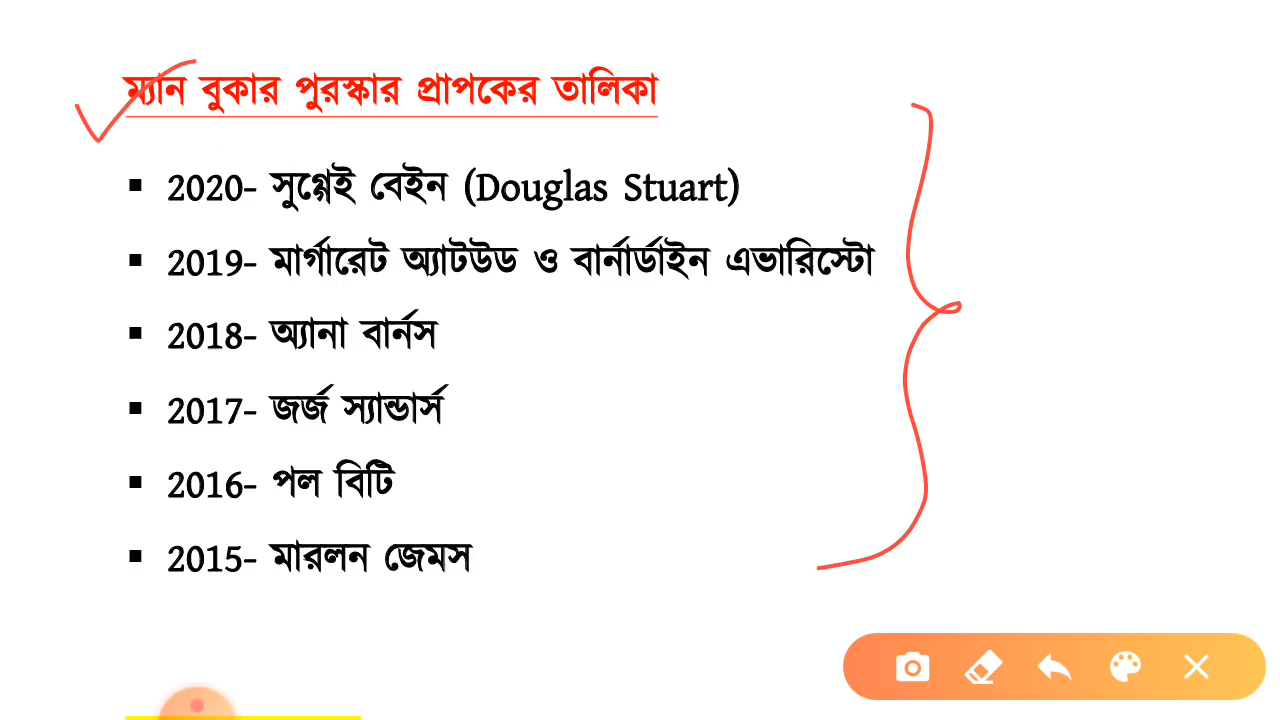 ম্যান বুকার পুরস্কার প্রাপকের তালিকা
▪ 2020- সুগ্গেই বেইন (Douglas Stuart)
▪ 2019- মার্গারেট অ্যাটউড ও বার্নার্ডাইন এভারিস্টো
▪ 2018- অ্যানা বার্নস
▪ 2017- জর্জ স্যান্ডার্স
▪ 2016- পল বিটি
▪ 2015- মারলন জেমস